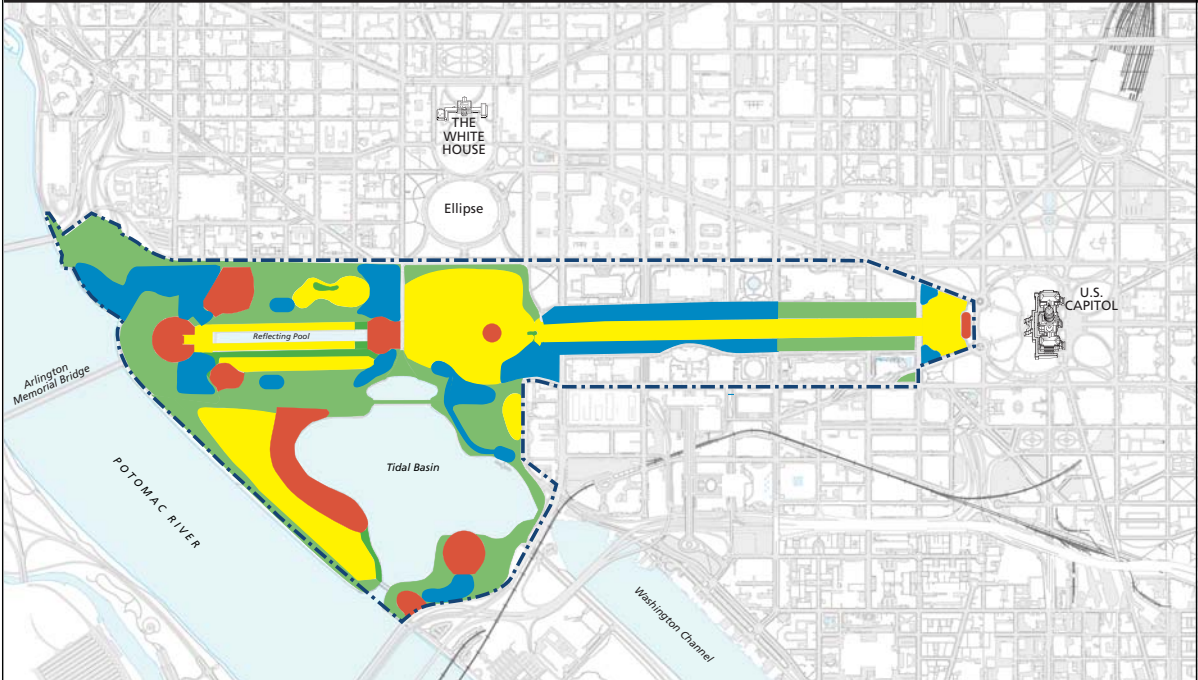 THE
WHITE
HOUSE
Ellipse
U.S.
CAPITOL
Reflecting Pool
Arlington
Memorial Bridge
Tidal Basin
POTOMAC RIVER
Washington Channel